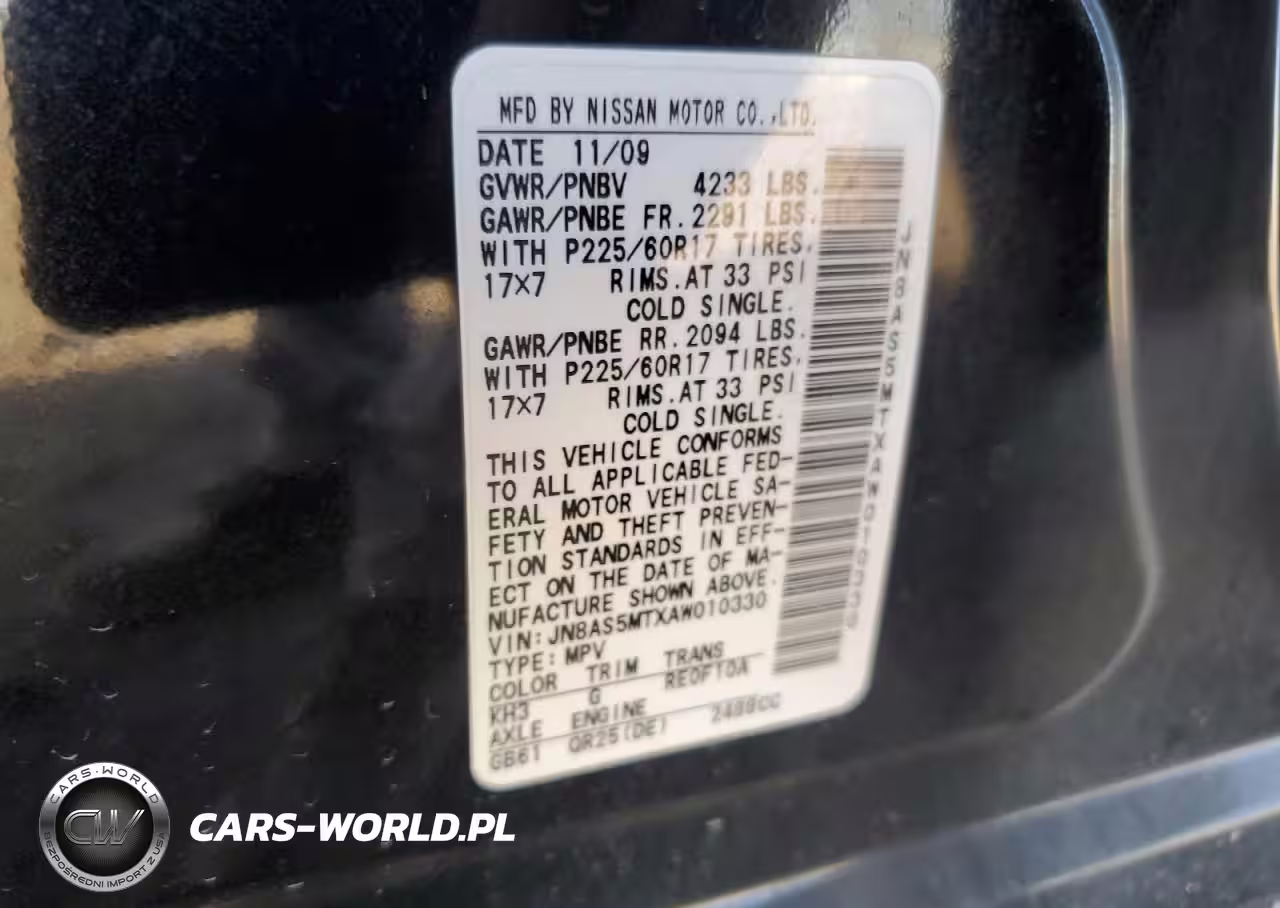 MFD BY NISSAN MOTOR CO.,LTD.
DATE 11/09
GVWR/PNBV 4233 LBS.
GAWR/PNBE FR.2291 LBS.
WITH P225/60R17 TIRES,
17×7 RIMS.AT 33 PSI
COLD SINGLE.
GAWR/PNBE RR.2094 LBS.
WITH P225/60R17 TIRES,
17×7 RIMS.AT 33 PSI
COLD SINGLE.
THIS VEHICLE CONFORMS
TO ALL APPLICABLE FED-
ERAL MOTOR VEHICLE SA-
FETY AND THEFT PREVEN-
TION STANDARDS IN EFF-
ECT ON THE DATE OF MA-
NUFACTURE SHOWN ABOVE.
VIN:JN8AS5MTXAW010330
TYPE:MPV
COLOR TRIM TRANS
KH3 G RE0F10A
AXLE ENGINE
GB61 QR25(DE) 2488CC
JN8AS5MTXAW010330
CARS-WORLD
CW
BEZPOŚREDNI IMPORT Z USA
CARS-WORLD.PL